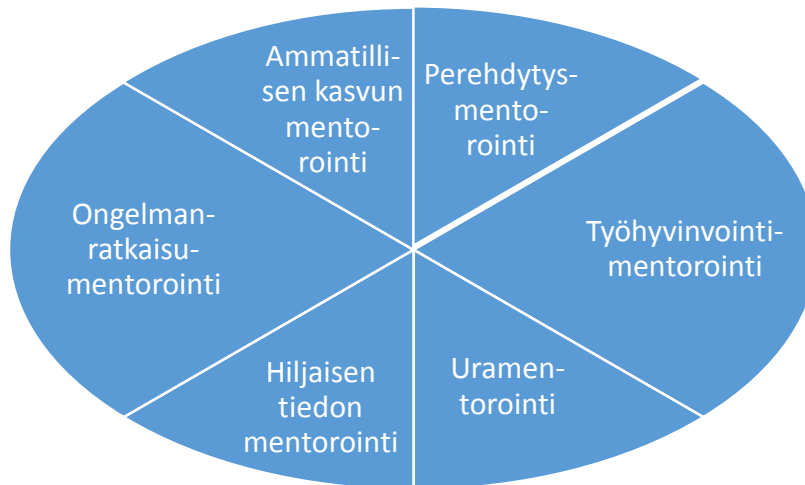 Ammatilli-
sen kasvun
mento-
rointi
Perehdytys-
mento-
rointi
Ongelman-
ratkaisu-
mentorointi
Työhyvinvointi-
mentorointi
Hiljaisen
tiedon
mentorointi
Uramen-
torointi